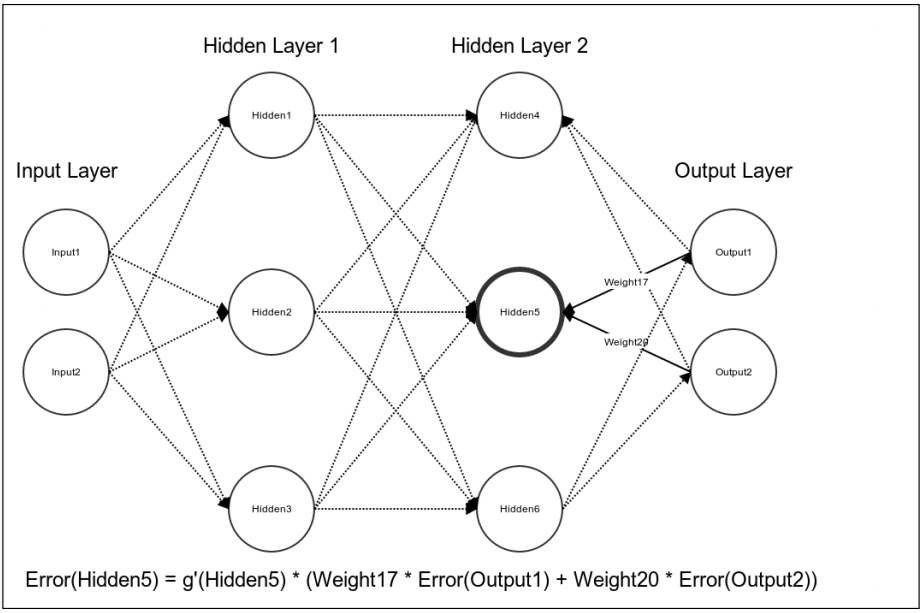 Hidden Layer 1
Hidden Layer 2
Hidden1
Hidden4
Input Layer
Output Layer
Input1
Output1
Weight17
Hidden2
Hidden5
Weight20
Input2
Output2
Hidden3
Hidden6
Error(Hidden5) = g'(Hidden5) * (Weight17 * Error(Output1) + Weight20 * Error(Output2))